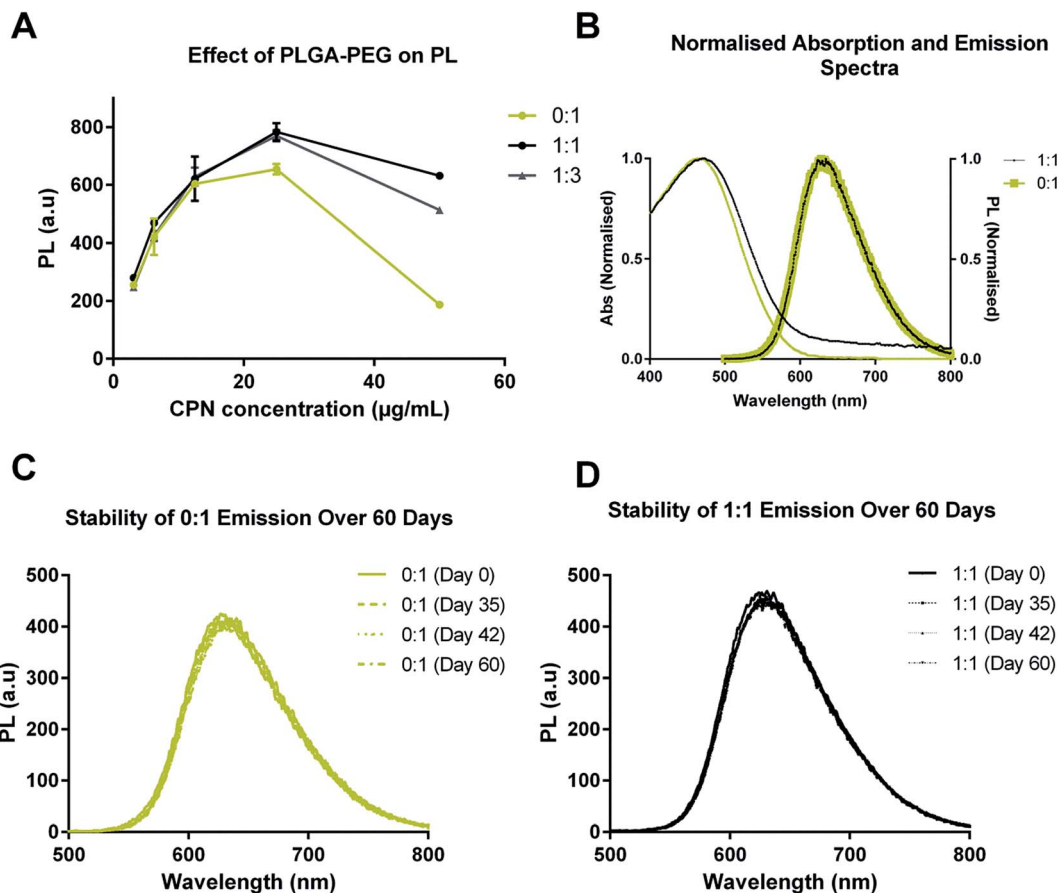 A
Effect of PLGA-PEG on PL
PL (a.u)
800
600
400
200
0
0
20
40
60
CPN concentration (µg/mL)
0:1
1:1
1:3
B
Normalised Absorption and Emission
Spectra
Abs (Normalised)
1.0
0.5
0.0
400
500
600
700
800
Wavelength (nm)
1.0
0.5
0.0
PL (Normalised)
1:1
0:1
C
Stability of 0:1 Emission Over 60 Days
PL (a.u)
500
400
300
200
100
0
500
600
700
800
Wavelength (nm)
0:1 (Day 0)
0:1 (Day 35)
0:1 (Day 42)
0:1 (Day 60)
D
Stability of 1:1 Emission Over 60 Days
PL (a.u)
500
400
300
200
100
0
500
600
700
800
Wavelength (nm)
1:1 (Day 0)
1:1 (Day 35)
1:1 (Day 42)
1:1 (Day 60)